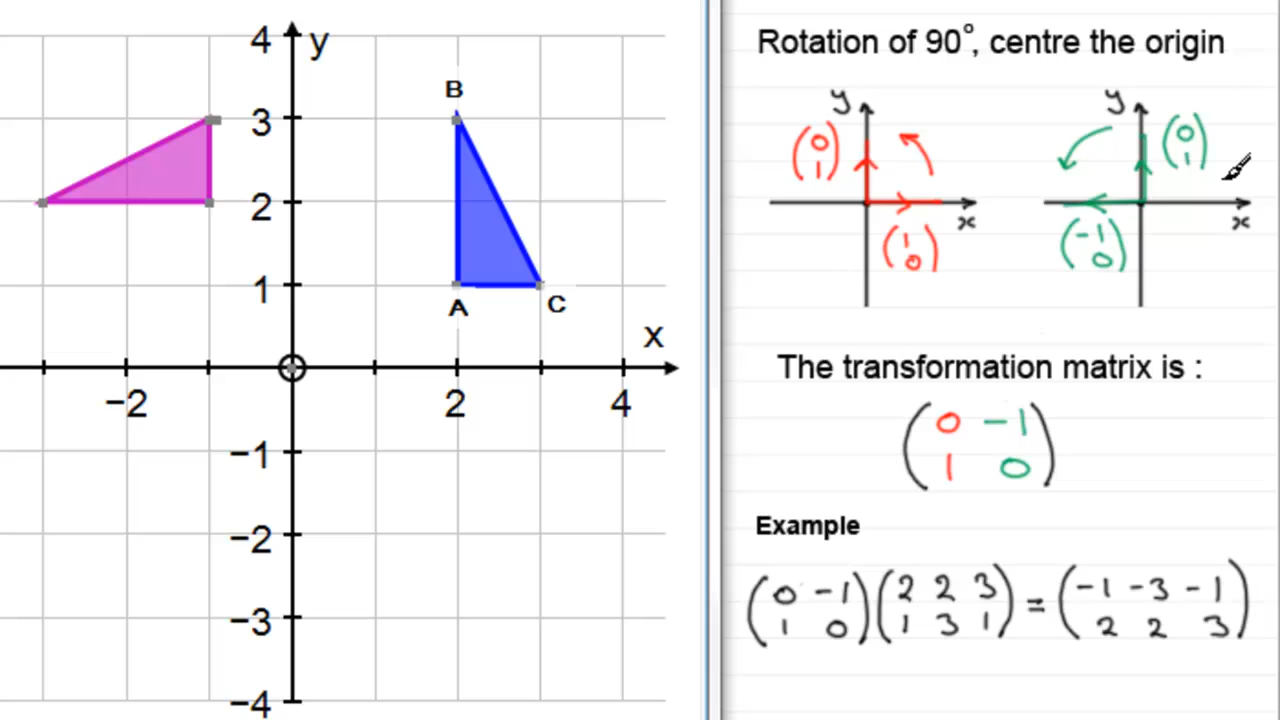 4 y
B
3
2
1
A C
x
−2 2 4
−1
−2
−3
−4
Rotation of 90°, centre the origin
y y
(0 1) (0 1)
x x
(1 0) (-1 0)
The transformation matrix is :
0 -1
1 0
Example
(0 -1) (2 2 3) = (-1 -3 -1)
(1 0) (1 3 1) (2 2 3)